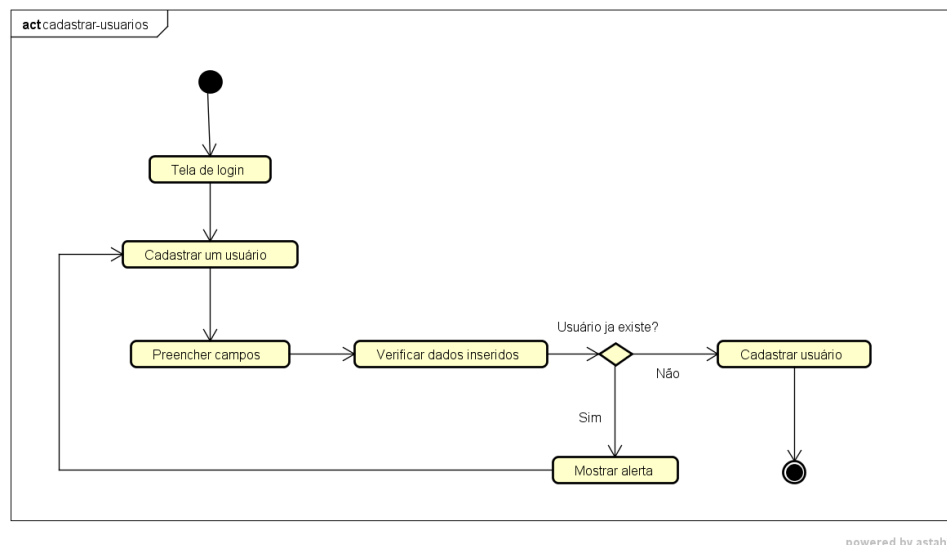 act cadastrar-usuarios
Tela de login
Cadastrar um usuário
Usuário ja existe?
Preencher campos
Verificar dados inseridos
Cadastrar usuário
Não
Sim
Mostrar alerta
powered by astah